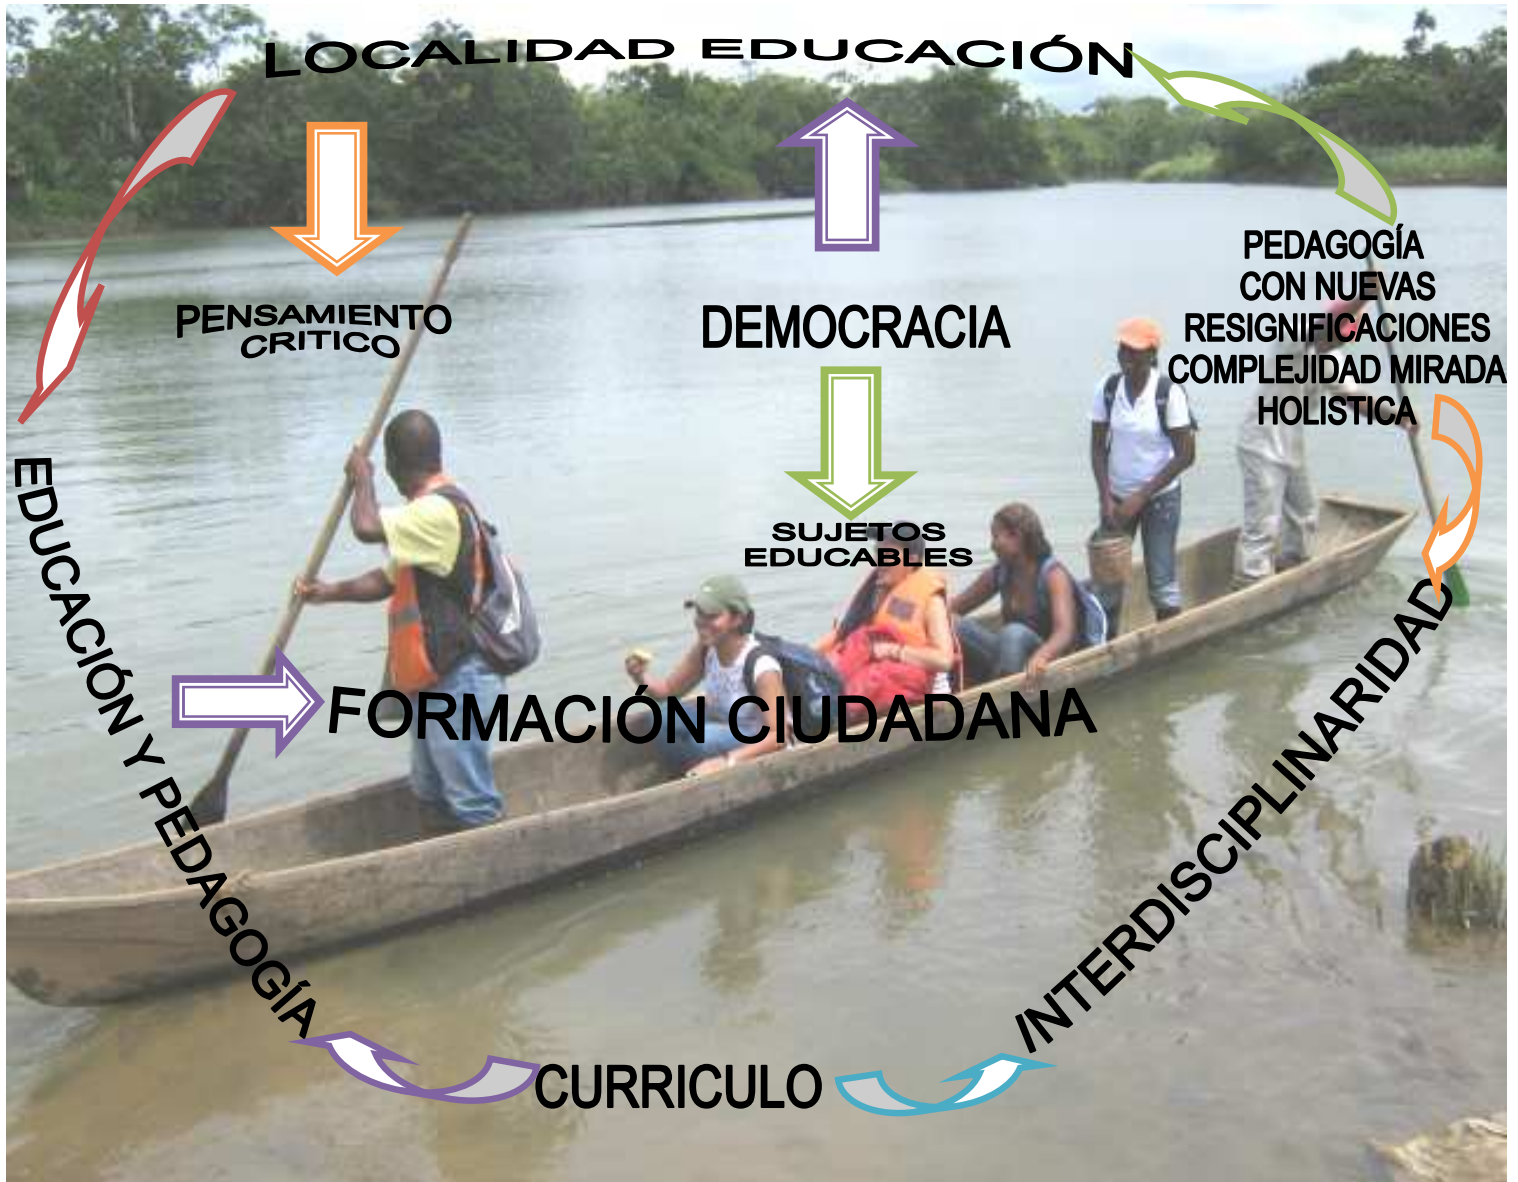 LOCALIDAD EDUCACIÓN
PENSAMIENTO
CRITICO
DEMOCRACIA
PEDAGOGÍA
CON NUEVAS
RESIGNIFICACIONES
COMPLEJIDAD MIRADA
HOLISTICA
SUJETOS
EDUCABLES
EDUCACIÓN Y PEDAGOGÍA
FORMACIÓN CIUDADANA
INTERDISCIPLINARIDAD
CURRICULO